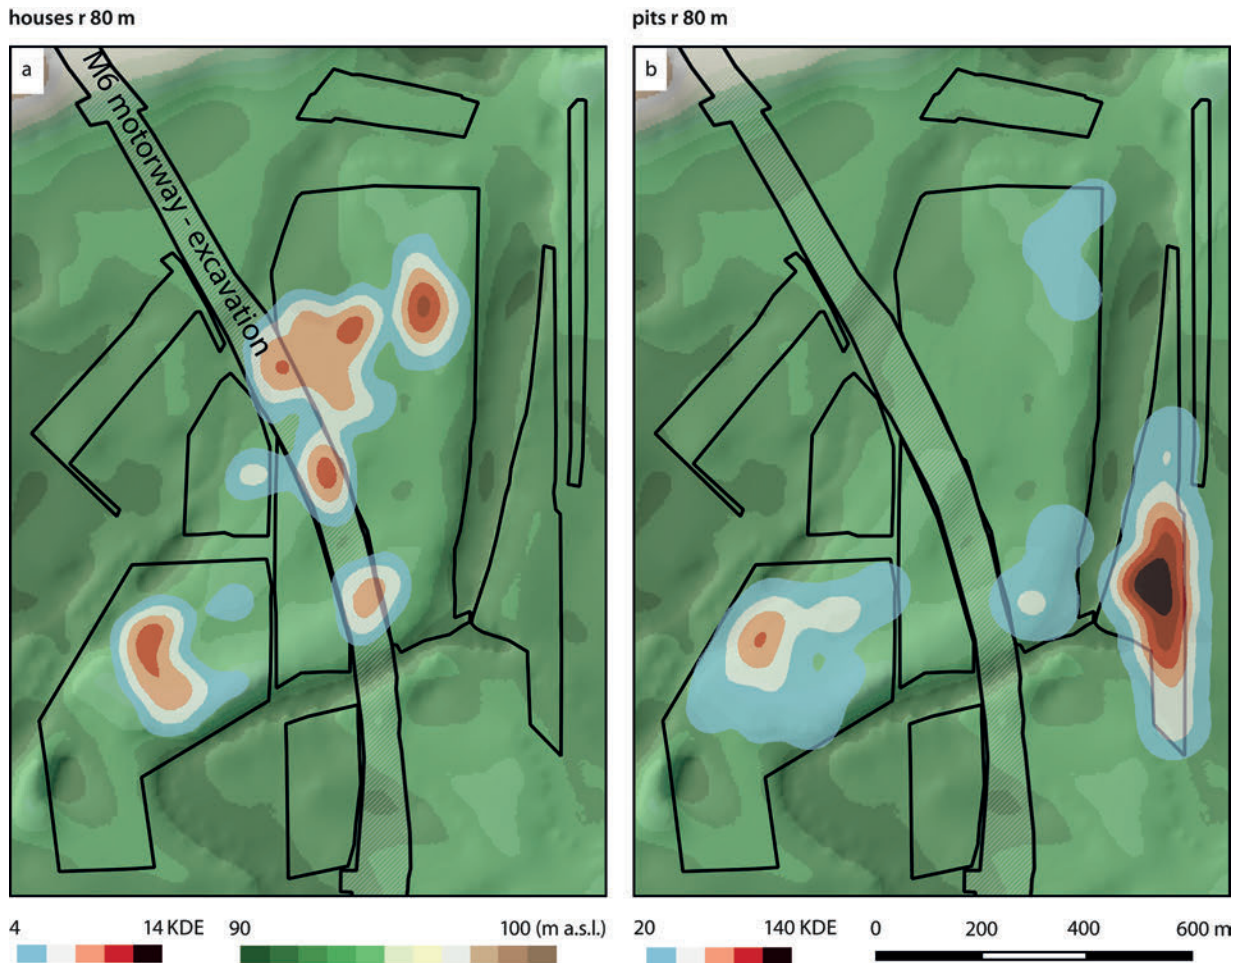 houses r 80 m
pits r 80 m
a
b
M6 motorway - excavation
4 14 KDE
90 100 (m a.s.l.)
20 140 KDE
0 200 400 600 m